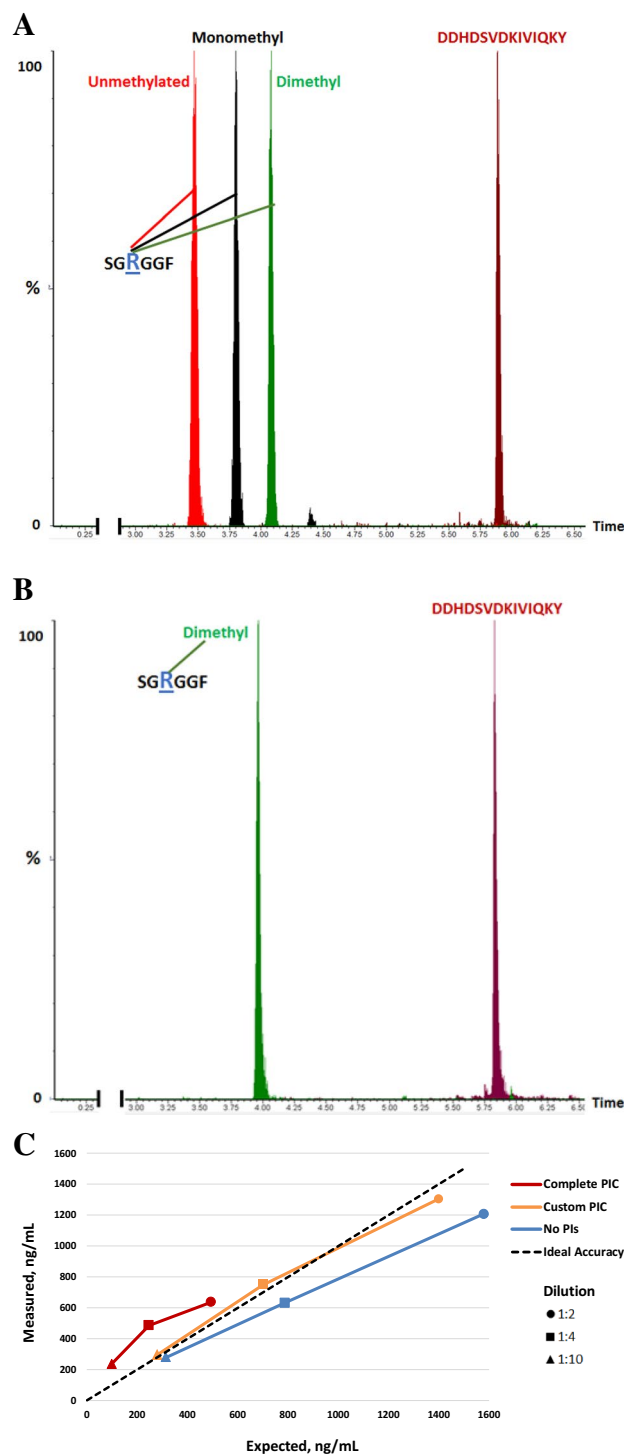 A
Monomethyl
DDHDSVDKIVIQKY
100
Unmethylated
Dimethyl
SGRGGF
%
0
Time
0.25 3.00 3.25 3.50 3.75 4.00 4.25 4.50 4.75 5.00 5.25 5.50 5.75 6.00 6.25 6.50
B
DDHDSVDKIVIQKY
100
Dimethyl
SGRGGF
%
0
Time
0.25 3.00 3.25 3.50 3.75 4.00 4.25 4.50 4.75 5.00 5.25 5.50 5.75 6.00 6.25 6.50
C
1600
1400
1200
1000
800
600
400
200
0
Measured, ng/mL
0 200 400 600 800 1000 1200 1400 1600
Expected, ng/mL
Complete PIC
Custom PIC
No PIs
Ideal Accuracy
Dilution
1:2
1:4
1:10